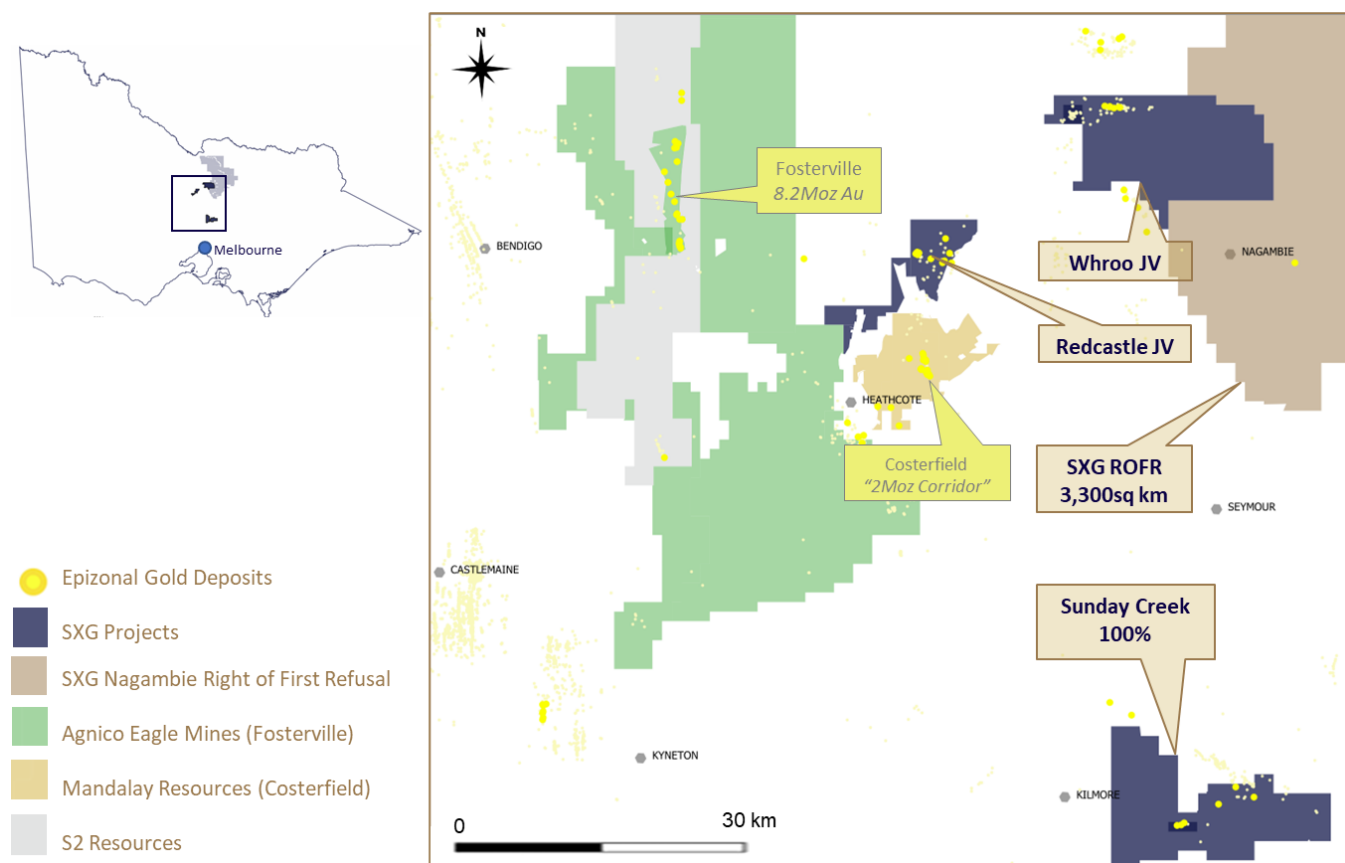 Melbourne
Epizonal Gold Deposits
SXG Projects
SXG Nagambie Right of First Refusal
Agnico Eagle Mines (Fosterville)
Mandalay Resources (Costerfield)
S2 Resources
N
Fosterville
8.2Moz Au
BENDIGO
Whroo JV
NAGAMBIE
Redcastle JV
HEATHCOTE
Costerfield
“2Moz Corridor”
SXG ROFR
3,300sq km
SEYMOUR
CASTLEMAINE
Sunday Creek
100%
KYNETON
KILMORE
0
30 km